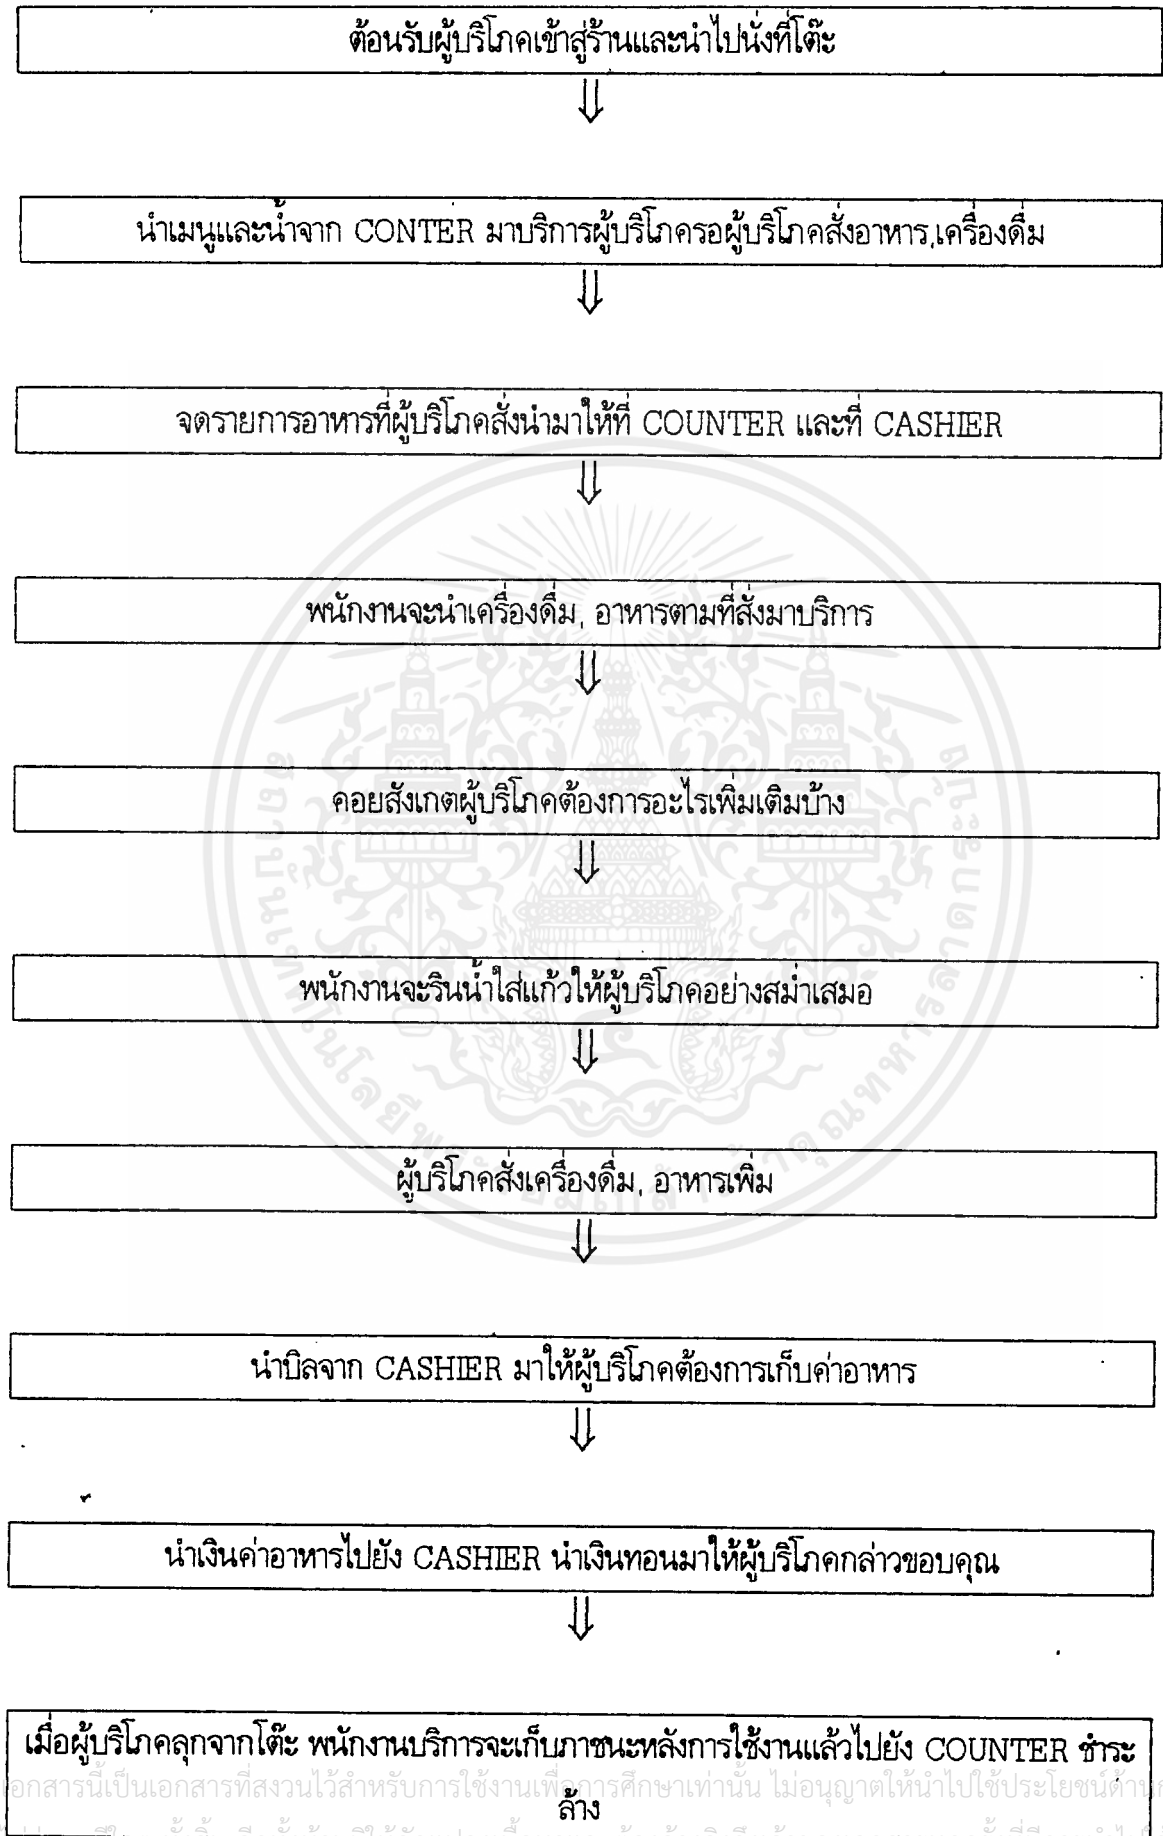 ต้อนรับผู้บริโภคเข้าสู่ร้านและนำไปนั่งที่โต๊ะ
นำเมนูและน้ำจาก CONTER มาบริการผู้บริโภครอผู้บริโภคสั่งอาหาร,เครื่องดื่ม
จดรายการอาหารที่ผู้บริโภคสั่งนำมาให้ที่ COUNTER และที่ CASHIER
พนักงานจะนำเครื่องดื่ม, อาหารตามที่สั่งมาบริการ
คอยสังเกตผู้บริโภคต้องการอะไรเพิ่มเติมบ้าง
พนักงานจะรินน้ำใส่แก้วให้ผู้บริโภคอย่างสม่ำเสมอ
ผู้บริโภคสั่งเครื่องดื่ม, อาหารเพิ่ม
นำบิลจาก CASHIER มาให้ผู้บริโภคต้องการเก็บค่าอาหาร
นำเงินค่าอาหารไปยัง CASHIER นำเงินทอนมาให้ผู้บริโภคกล่าวขอบคุณ
เมื่อผู้บริโภคลุกจากโต๊ะ พนักงานบริการจะเก็บภาชนะหลังการใช้งานแล้วไปยัง COUNTER ชำระ
เอกสารนี้เป็นเอกสารที่สงวนไว้สำหรับการใช้งานเพื่อการศึกษาเท่านั้น ไม่อนุญาตให้นำไปใช้ประโยชน์ด้าน
ล้าง